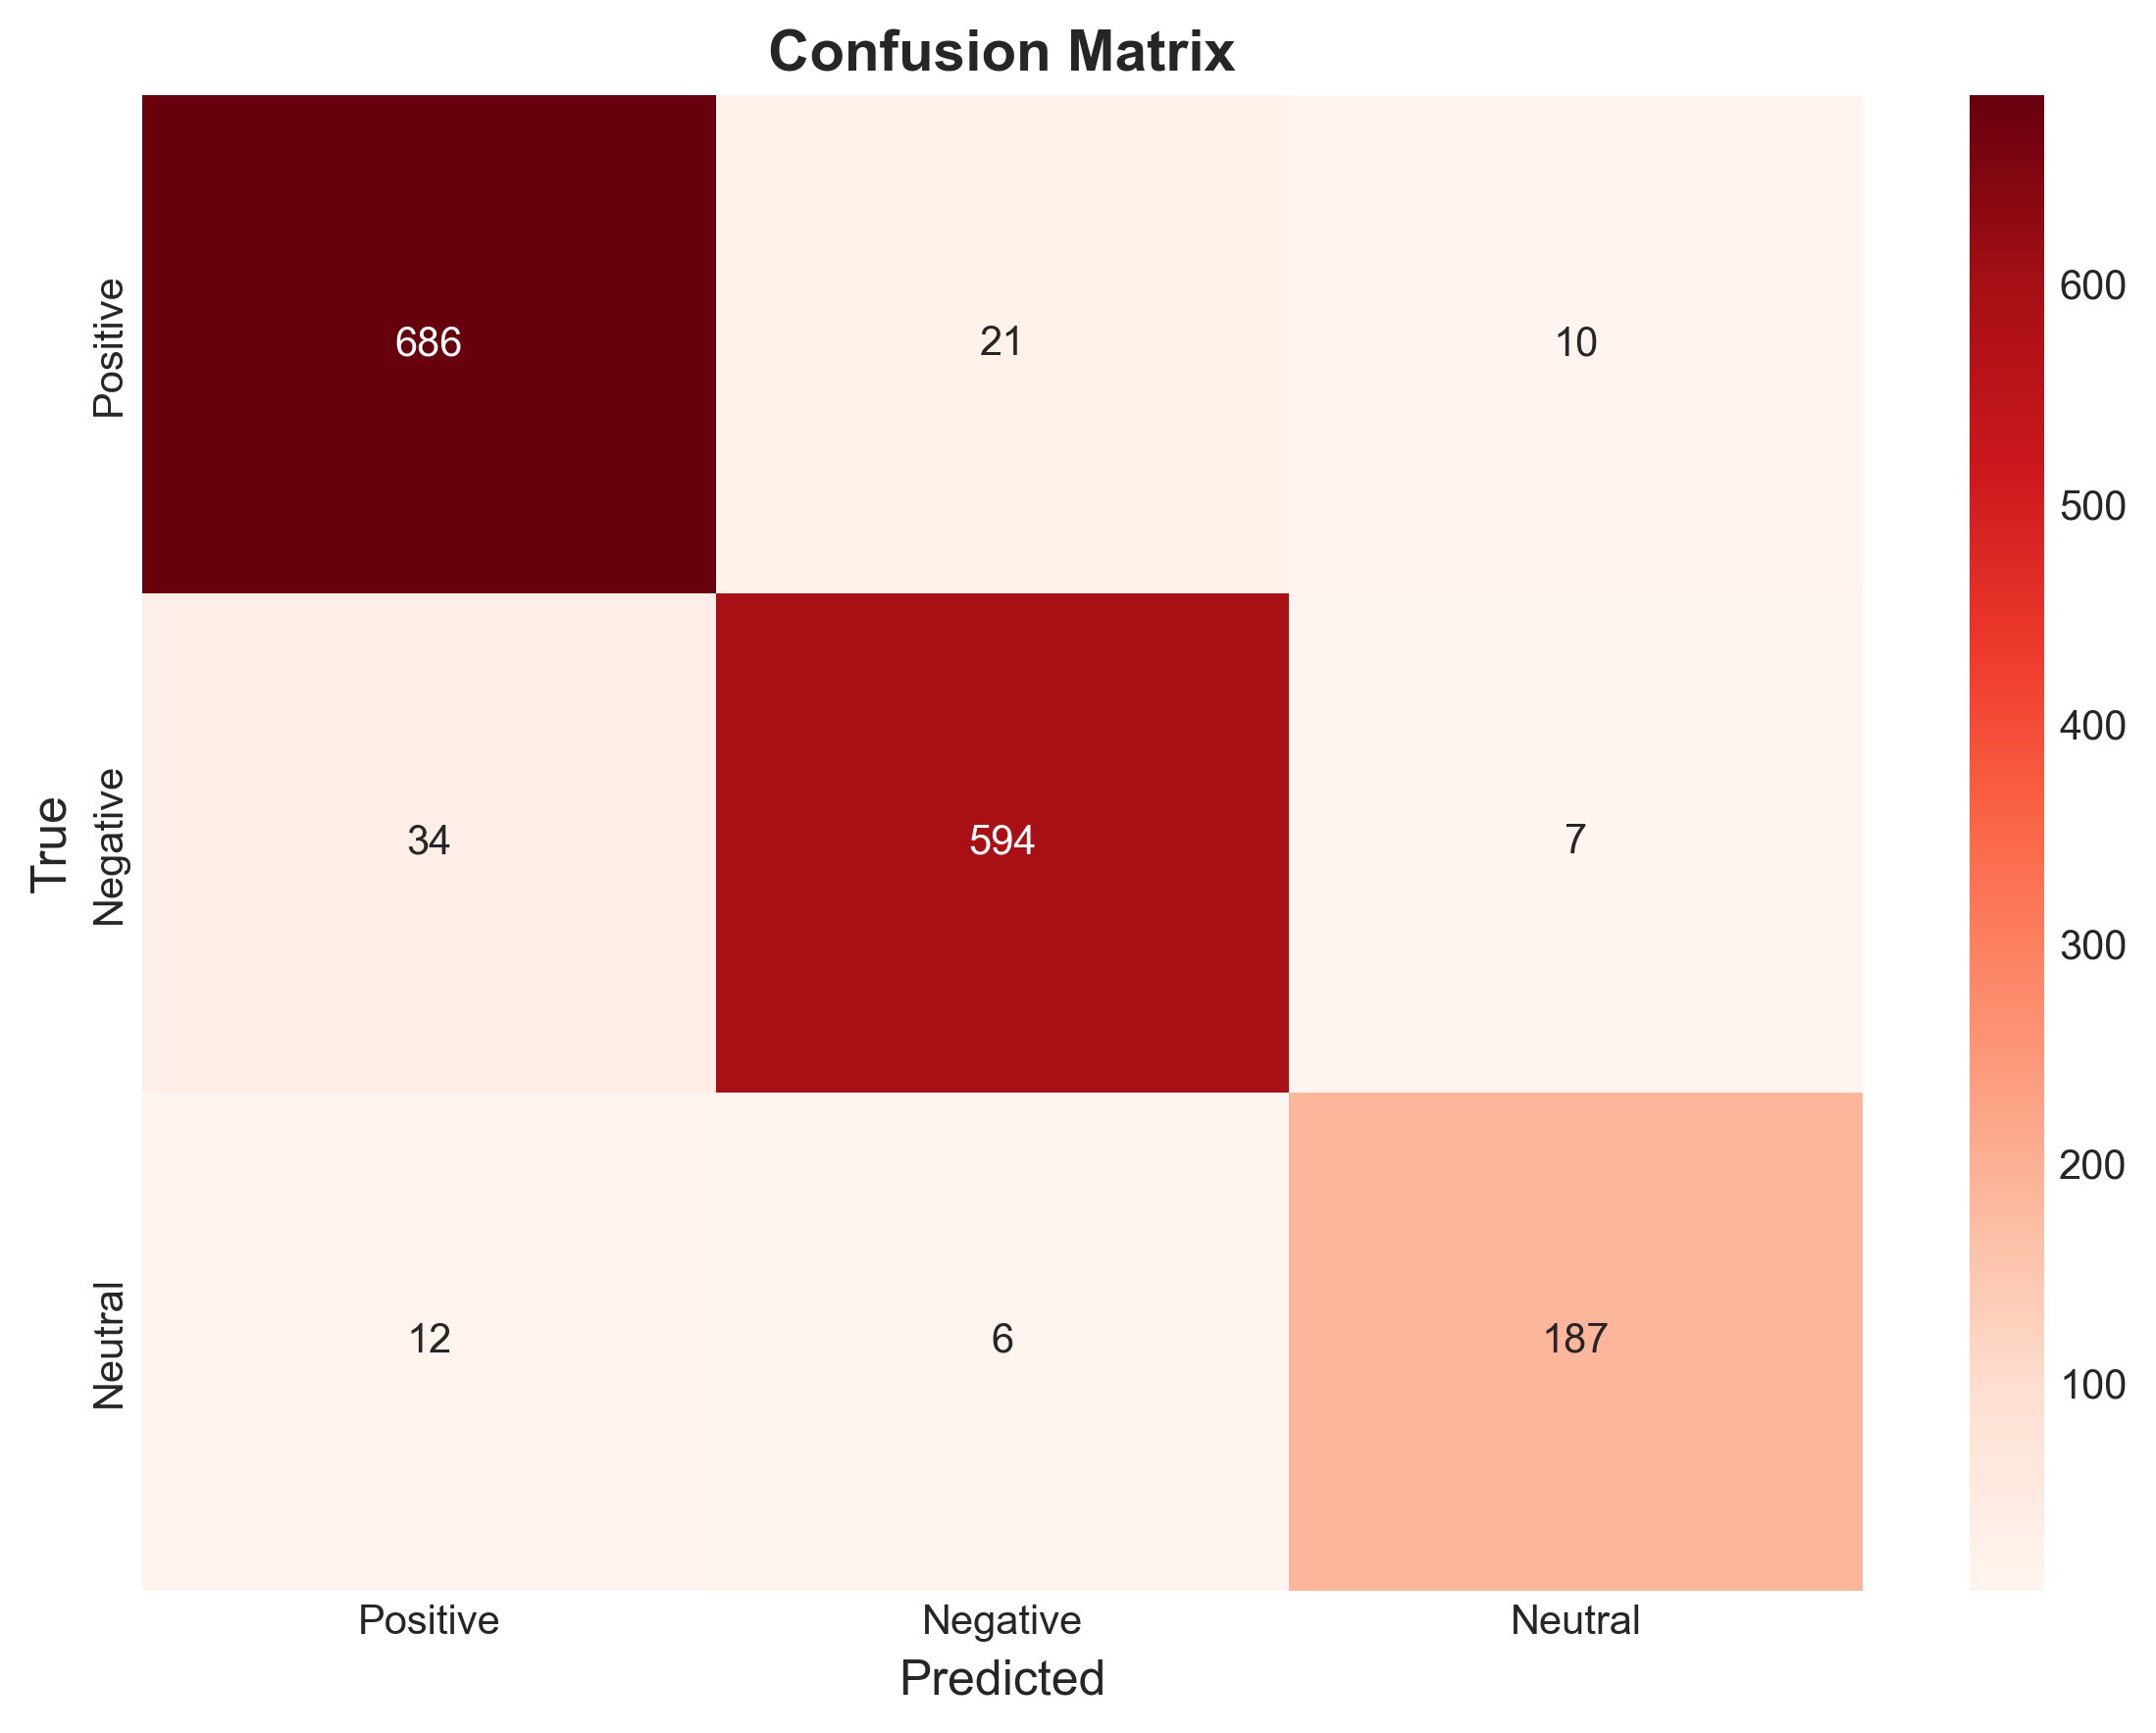 Confusion Matrix
True
Positive
686
21
10
Negative
34
594
7
Neutral
12
6
187
Positive
Negative
Neutral
Predicted
600
500
400
300
200
100